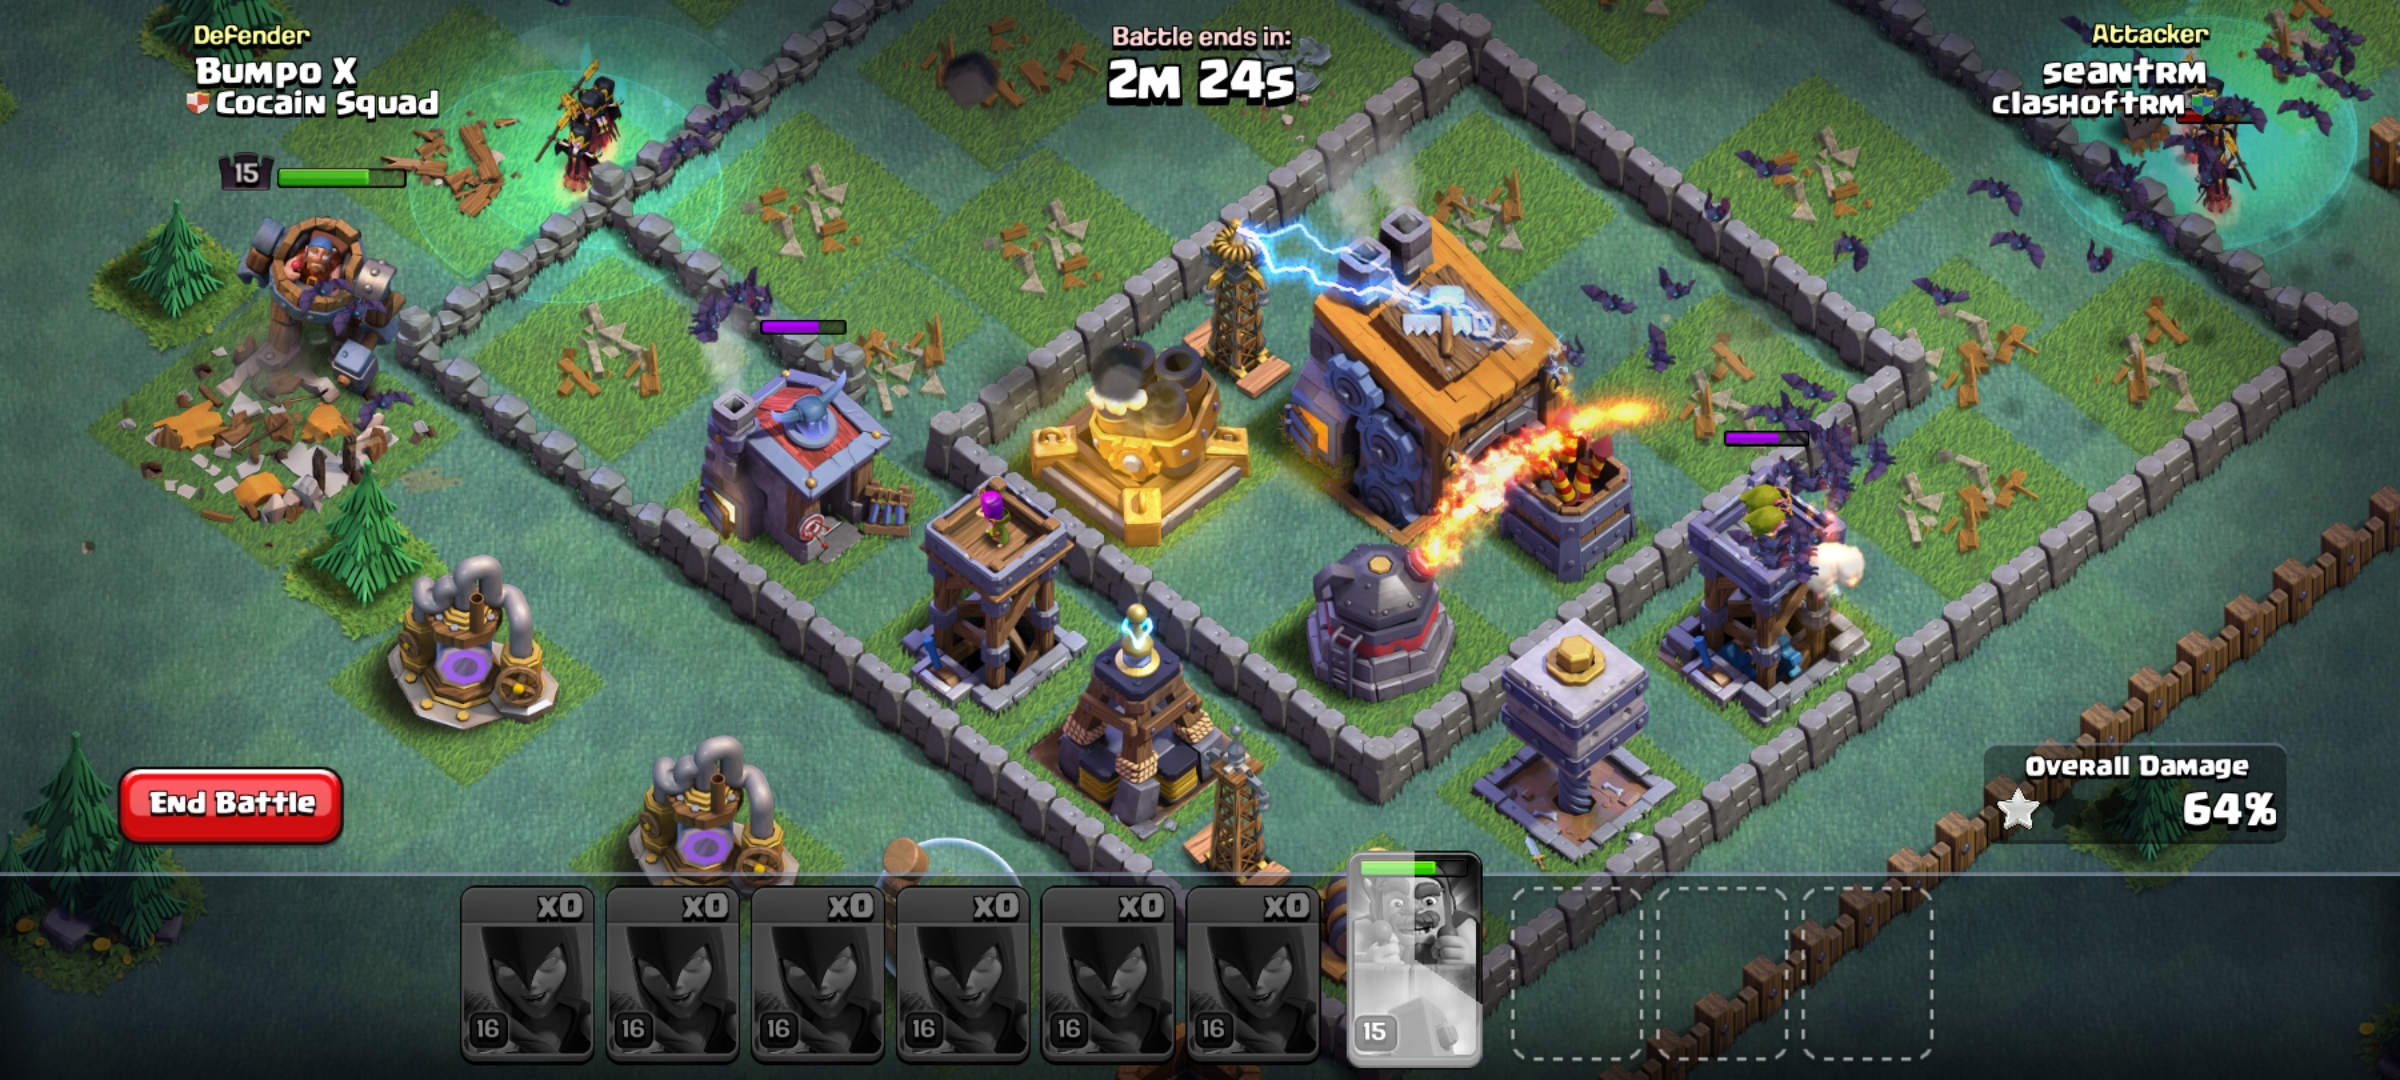 Defender
Bumpo X
Cocain Squad
15
Battle ends in:
2M 24s
Attacker
seantRM
clashoftRM
End Battle
Overall Damage
64%
x0
x0
x0
x0
x0
x0
16
16
16
16
16
16
15